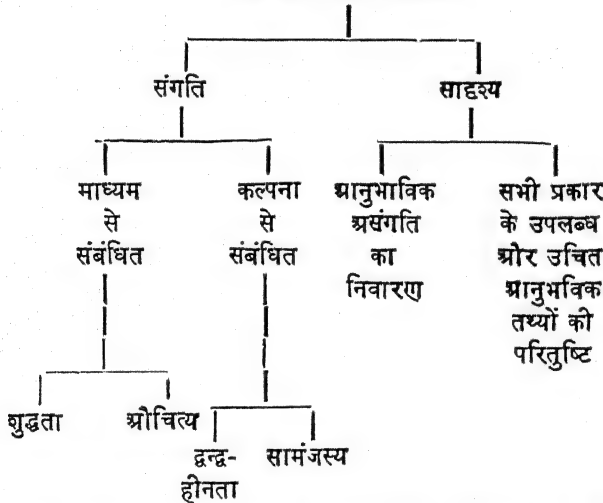 संगति
सादृश्य
माध्यम
से
संबंधित
कल्पना
से
संबंधित
आनुभाविक
असंगति
का
निवारण
सभी प्रकार
के उपलब्ध
और उचित
आनुभविक
तथ्यों की
परितुष्टि
शुद्धता
औचित्य
द्वन्द्व-
हीनता
सामंजस्य